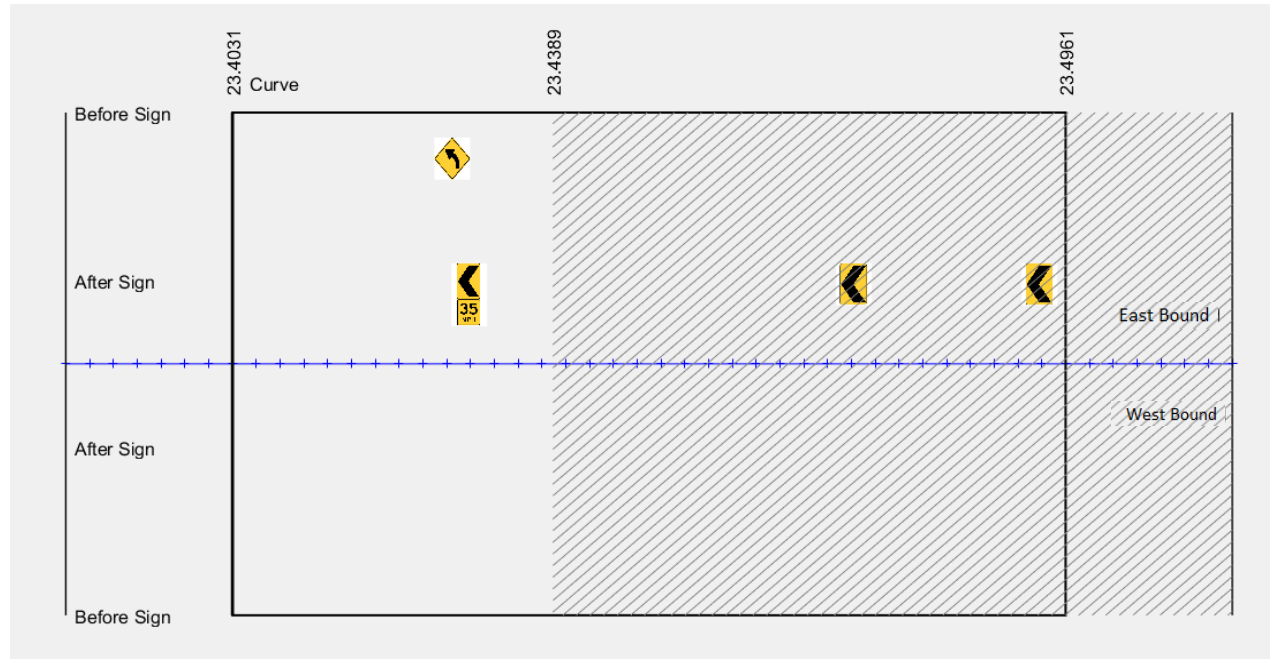 23.4031
Curve
23.4389
23.4961
Before Sign
After Sign
35
MPH
East Bound
West Bound
After Sign
Before Sign